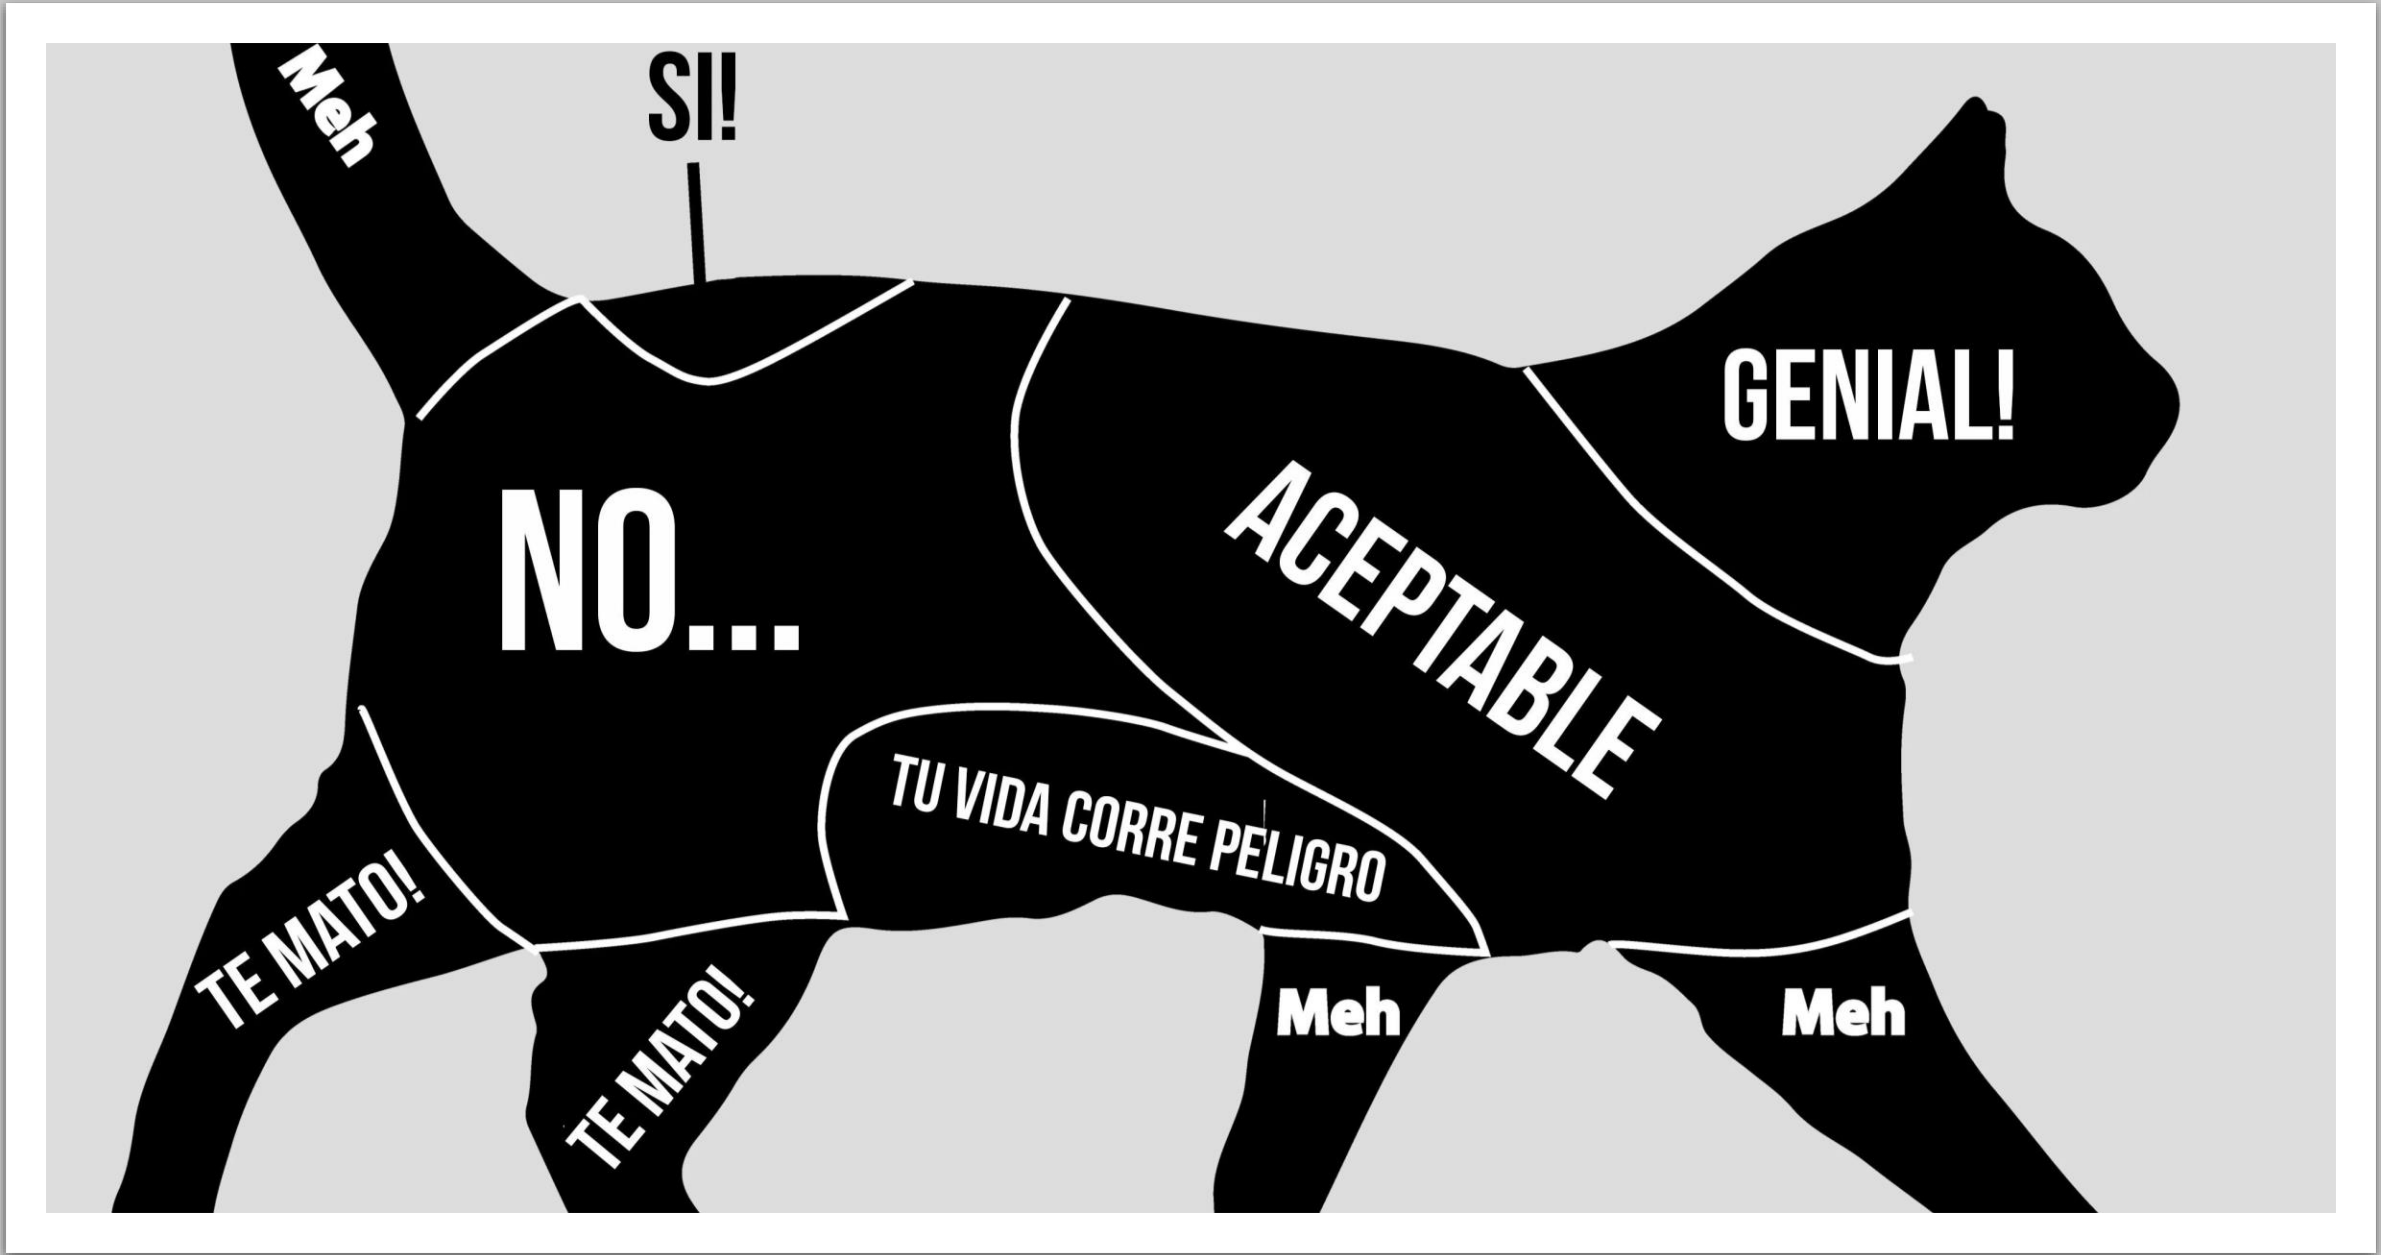 Meh
SI!
GENIAL!
NO...
ACEPTABLE
TU VIDA CORRE PELIGRO
TE MATO!
TE MATO!
Meh
Meh